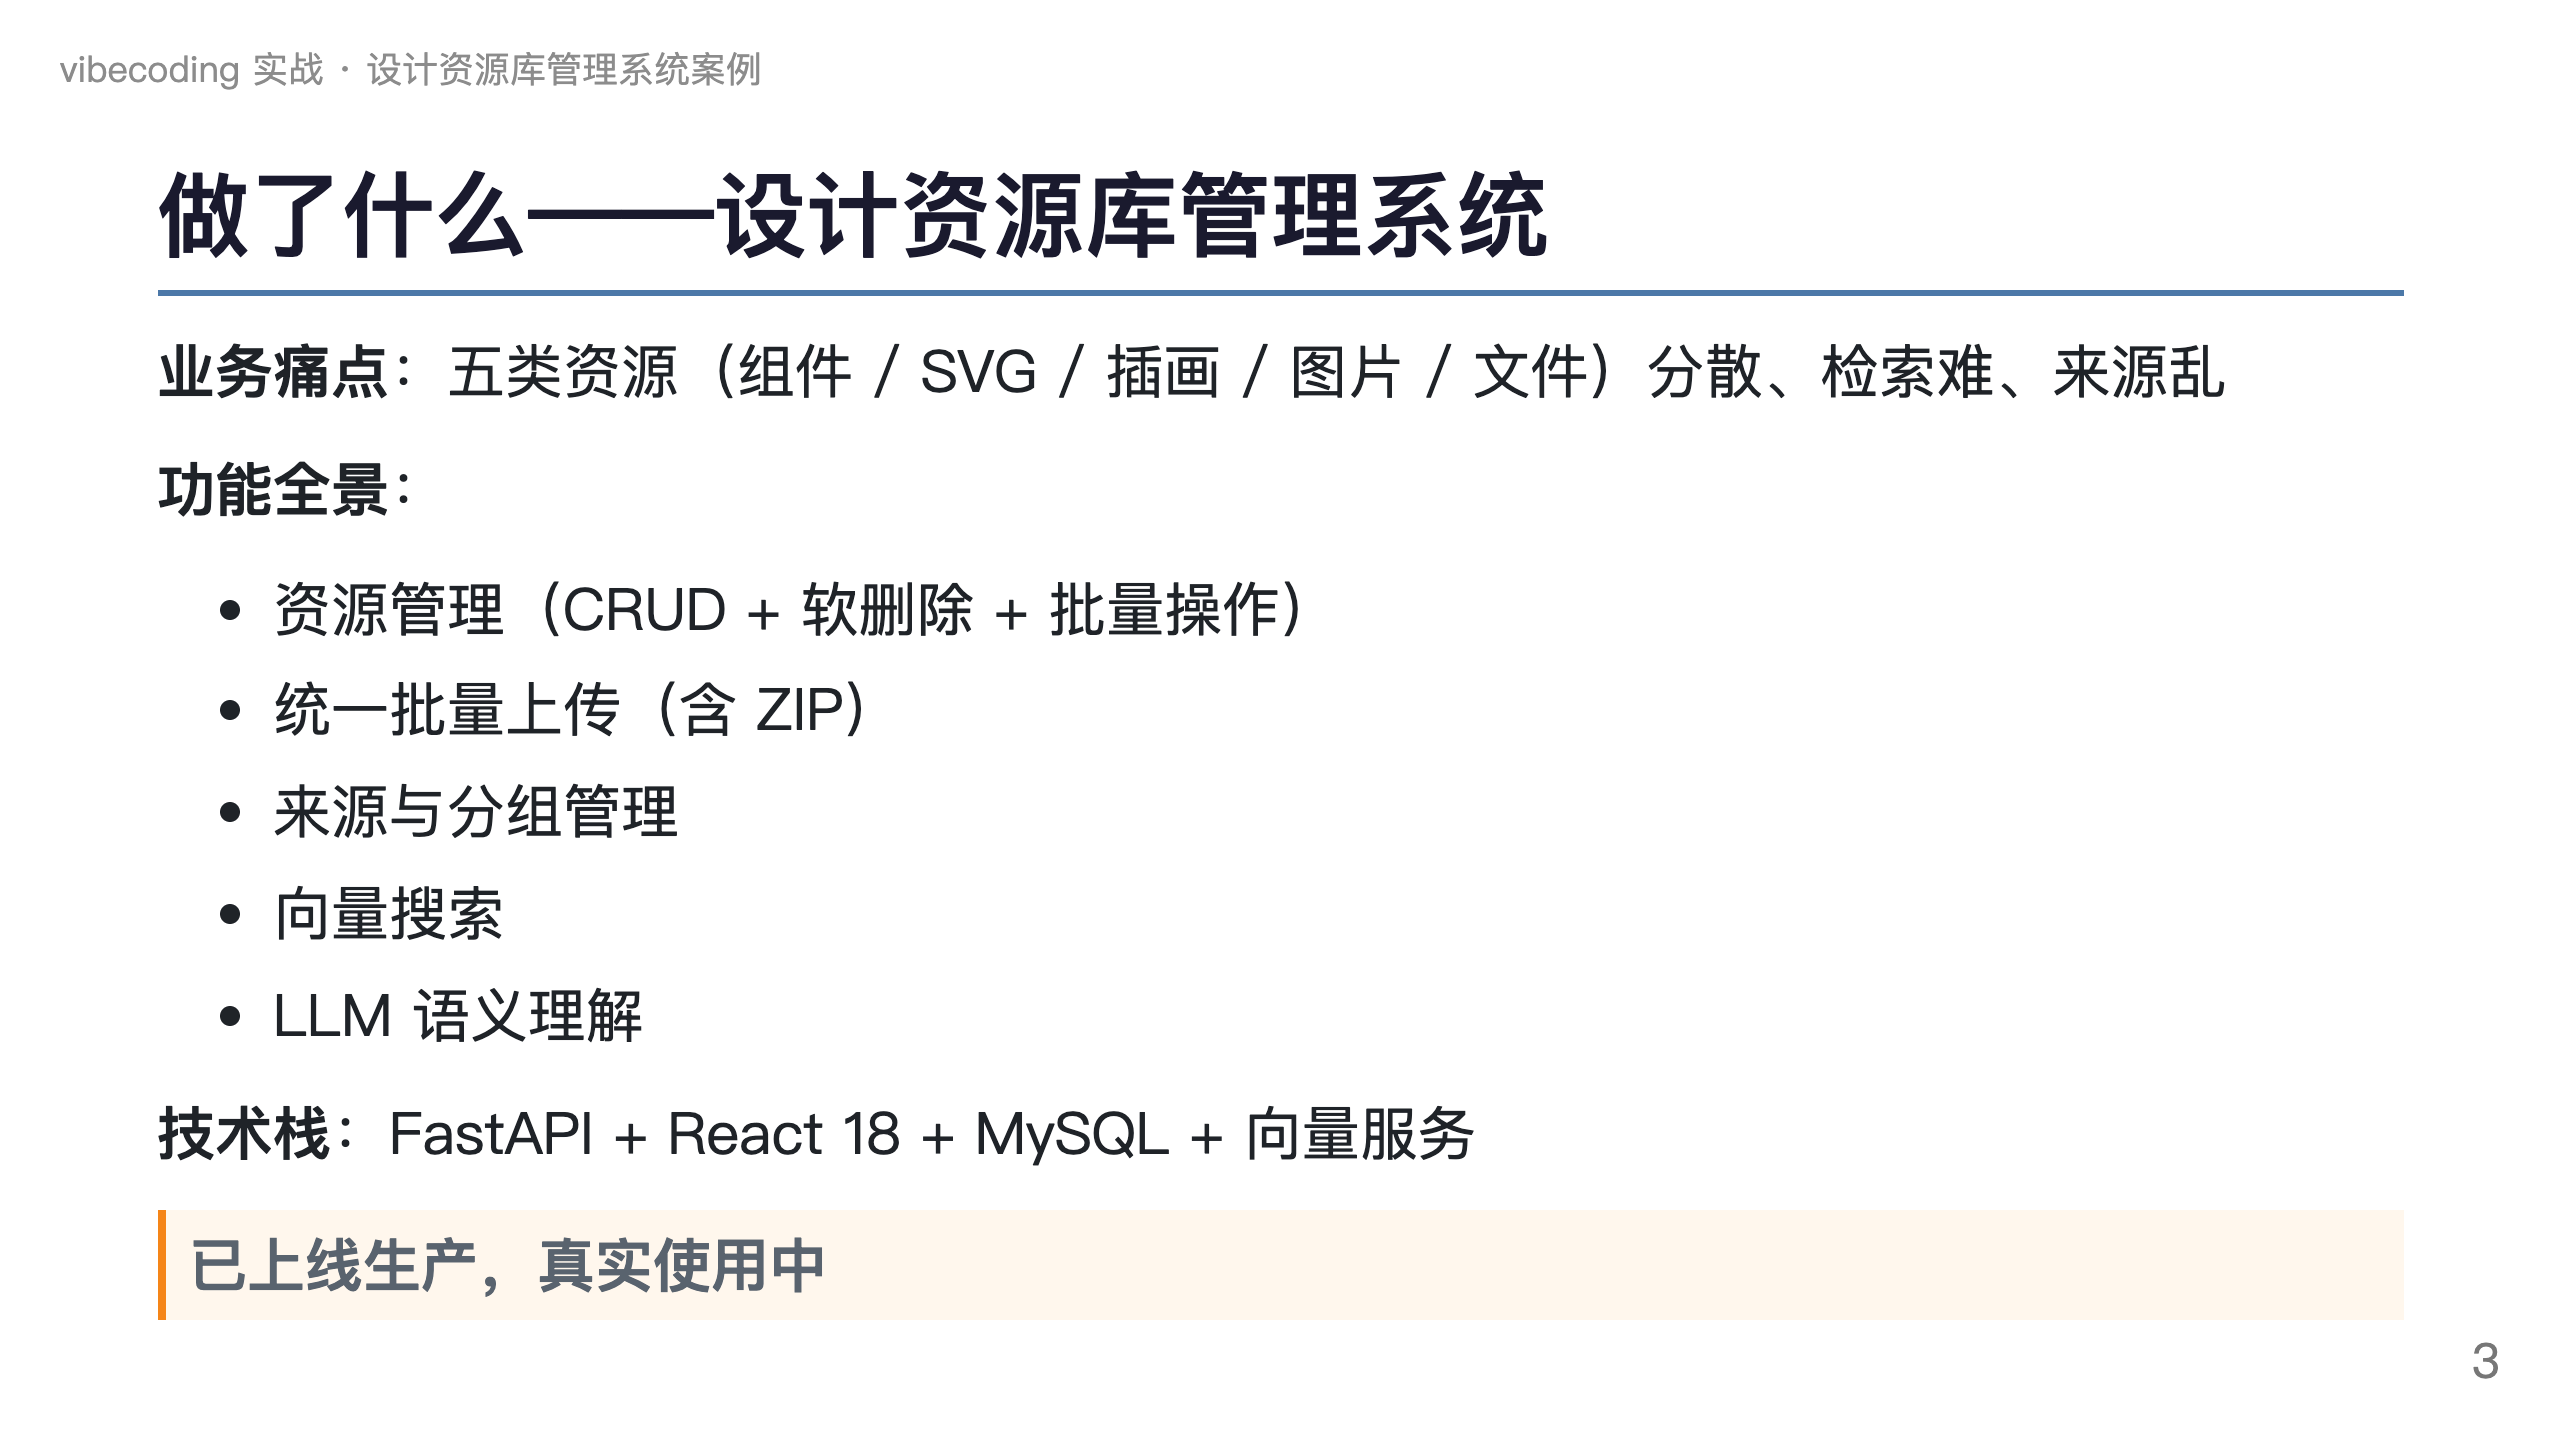 vibecoding 实战 · 设计资源库管理系统案例
做了什么——设计资源库管理系统
业务痛点：五类资源（组件 / SVG / 插画 / 图片 / 文件）分散、检索难、来源乱
功能全景：
• 资源管理（CRUD + 软删除 + 批量操作）
• 统一批量上传（含 ZIP）
• 来源与分组管理
• 向量搜索
• LLM 语义理解
技术栈：FastAPI + React 18 + MySQL + 向量服务
已上线生产，真实使用中
3